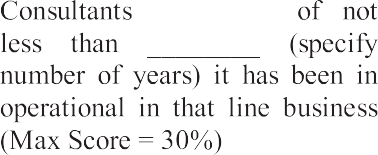 Consultants of not
less than ________ (specify
number of years) it has been in
operational in that line business
(Max Score = 30%)